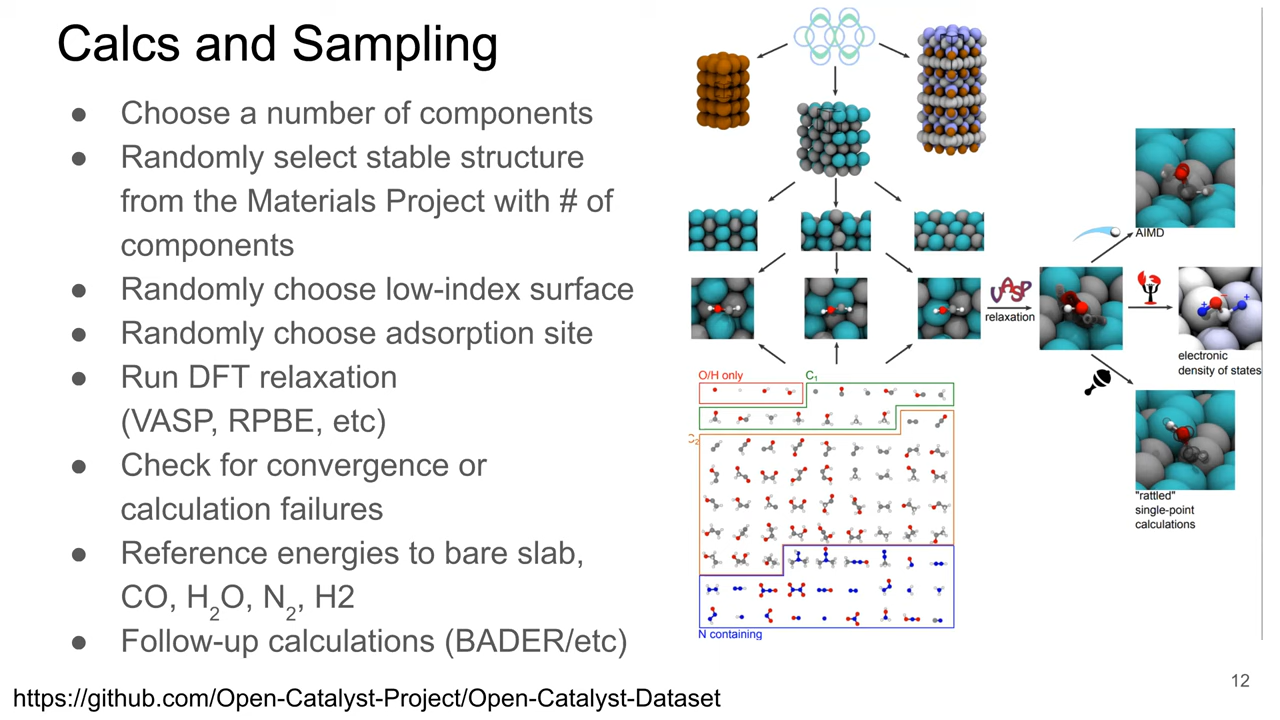 Calcs and Sampling
● Choose a number of components
● Randomly select stable structure
from the Materials Project with # of
components
● Randomly choose low-index surface
● Randomly choose adsorption site
● Run DFT relaxation
(VASP, RPBE, etc)
● Check for convergence or
calculation failures
● Reference energies to bare slab,
CO, H2O, N2, H2
● Follow-up calculations (BADER/etc)
https://github.com/Open-Catalyst-Project/Open-Catalyst-Dataset
VASP
relaxation
AIMD
electronic
density of states
"rattled"
single-point
calculations
O/H only
C1
C2
N containing
12